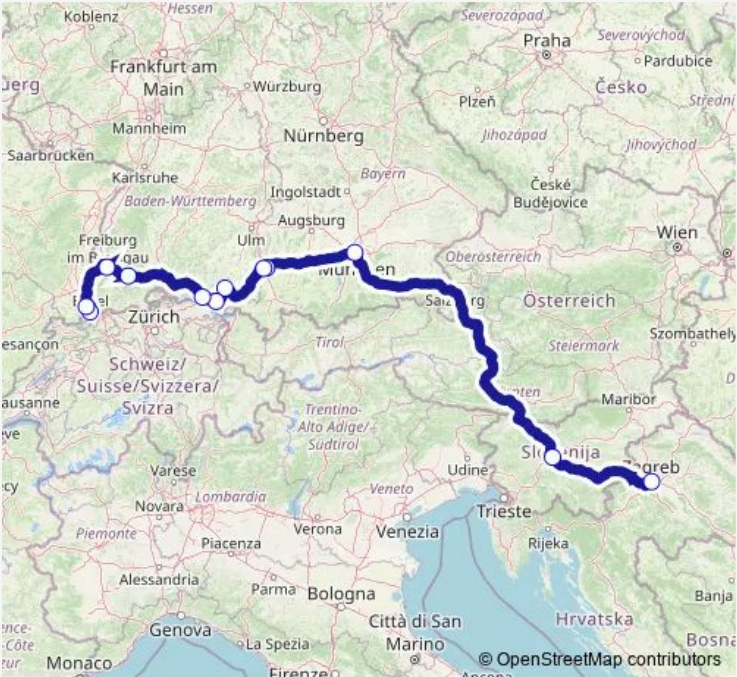 Koblenz
Hessen
Severozápad
Praha
Severovýchod
Pardubice
Frankfurt am
Main
Würzburg
Plzeň
Česko
Střední
Mannheim
Nürnberg
Jihozápad
Jihovýchod
Saarbrücken
Karlsruhe
Bayern
Ingolstadt
České
Budějovice
Baden-Württemberg
Augsburg
Freiburg
Ulm
Wien
Oberösterreich
Salzburg
Österreich
Zürich
Tirol
Steiermark
Szombathely
Schweiz/
Suisse/Svizzera/
Svizra
Maribor
Trentino-
Alto Adige/
Südtirol
Udine
Varese
Lombardia
Veneto
Trieste
Novara
Verona
Venezia
Rijeka
Piemonte
Piacenza
Alessandria
Parma
Bologna
Banja
Genova
Città di San
Marino
Hrvatska
La Spezia
Bosna
Monaco
Firenze
© OpenStreetMap contributors